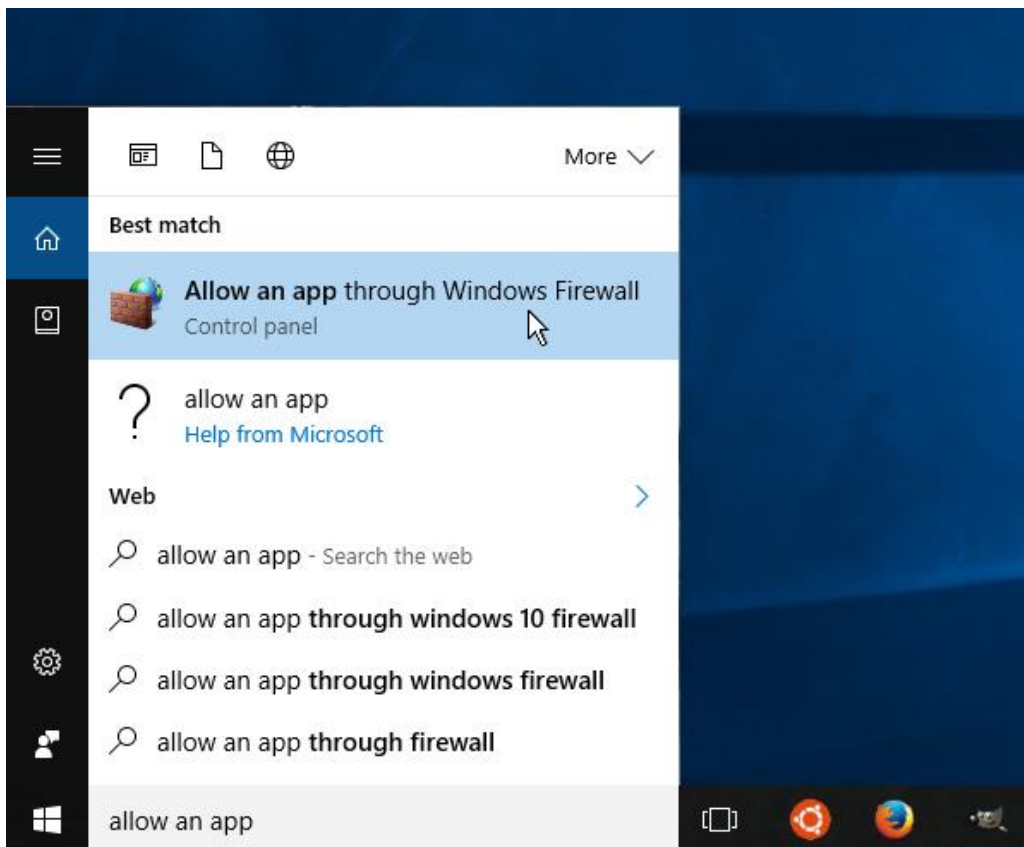 More
Best match
Allow an app through Windows Firewall
Control panel
allow an app
Help from Microsoft
Web
allow an app - Search the web
allow an app through windows 10 firewall
allow an app through windows firewall
allow an app through firewall
allow an app